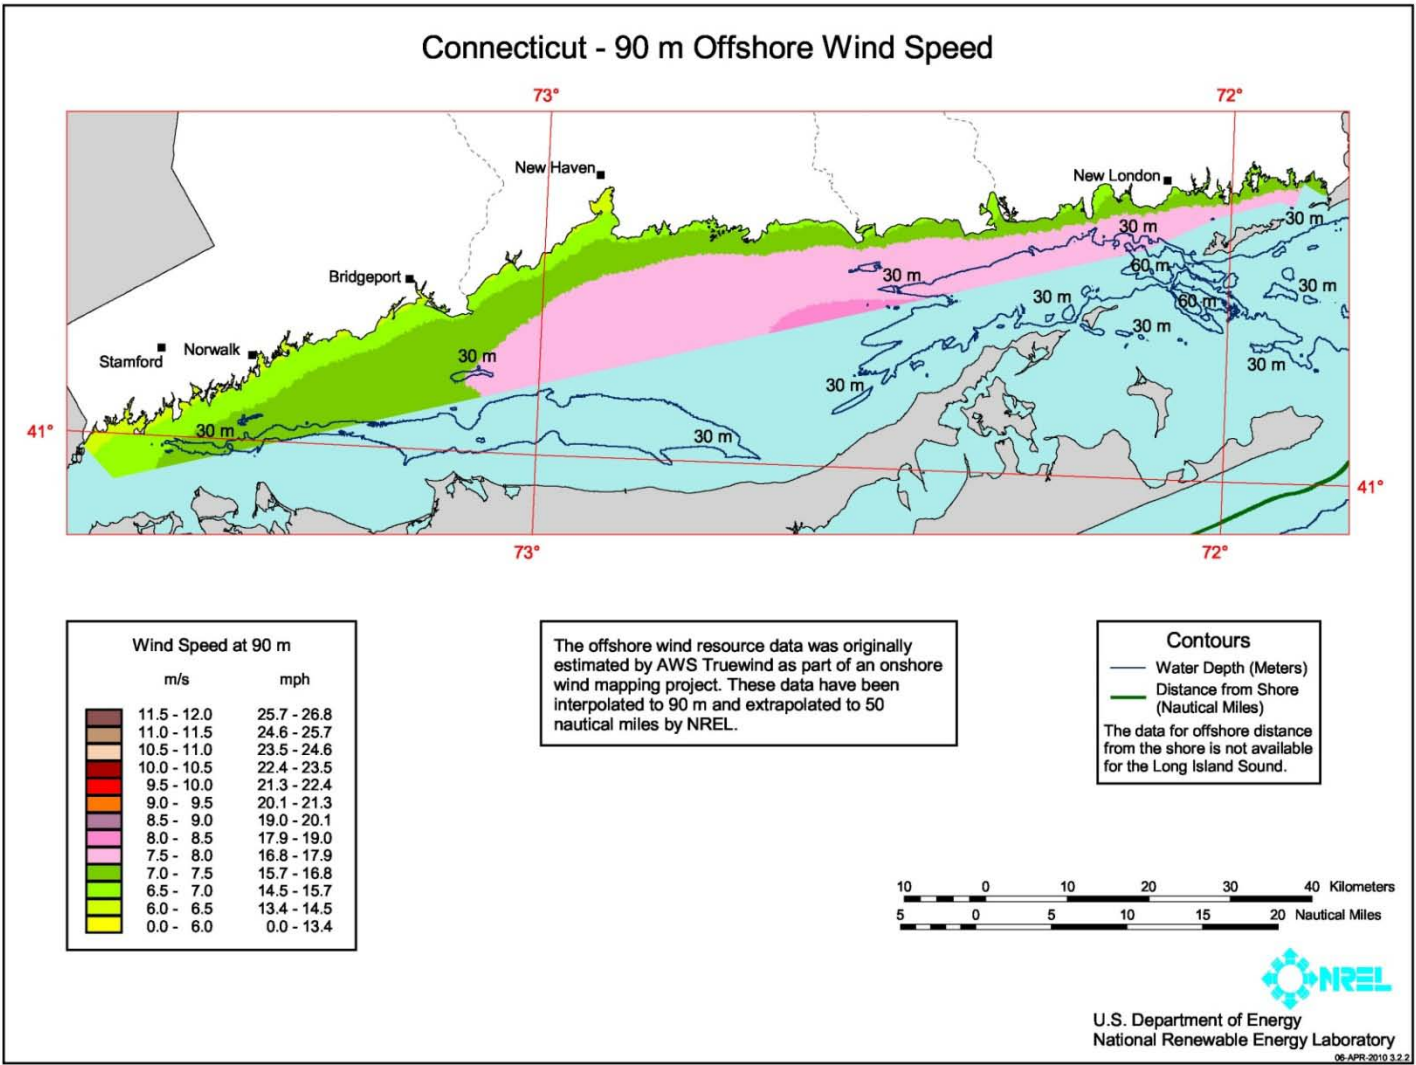 Connecticut - 90 m Offshore Wind Speed
73°
72°
New Haven
New London
30 m
30 m
Bridgeport
60 m
30 m
30 m
30 m
60 m
30 m
Stamford
Norwalk
30 m
30 m
30 m
41°
30 m
30 m
41°
73°
72°
Wind Speed at 90 m
m/s mph
11.5 - 12.0 25.7 - 26.8
11.0 - 11.5 24.6 - 25.7
10.5 - 11.0 23.5 - 24.6
10.0 - 10.5 22.4 - 23.5
9.5 - 10.0 21.3 - 22.4
9.0 - 9.5 20.1 - 21.3
8.5 - 9.0 19.0 - 20.1
8.0 - 8.5 17.9 - 19.0
7.5 - 8.0 16.8 - 17.9
7.0 - 7.5 15.7 - 16.8
6.5 - 7.0 14.5 - 15.7
6.0 - 6.5 13.4 - 14.5
0.0 - 6.0 0.0 - 13.4
The offshore wind resource data was originally
estimated by AWS Truewind as part of an onshore
wind mapping project. These data have been
interpolated to 90 m and extrapolated to 50
nautical miles by NREL.
Contours
Water Depth (Meters)
Distance from Shore
(Nautical Miles)
The data for offshore distance
from the shore is not available
for the Long Island Sound.
10 0 10 20 30 40 Kilometers
5 0 5 10 15 20 Nautical Miles
NREL
U.S. Department of Energy
National Renewable Energy Laboratory
06-APR-2010 3.2.2